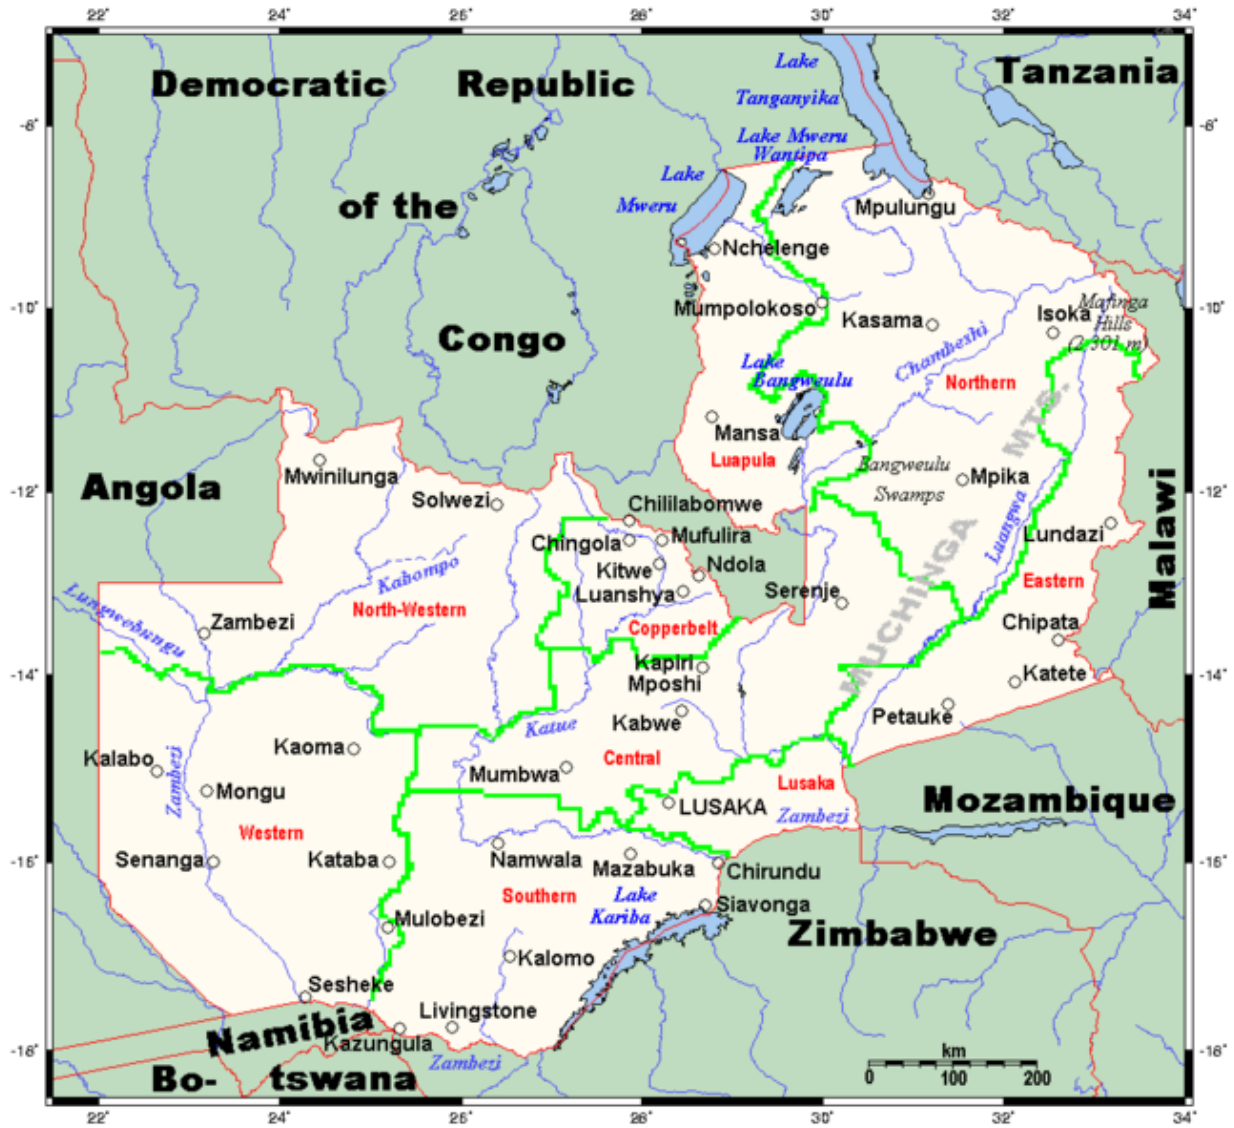 22° 24° 26° 28° 30° 32° 34°
Democratic Republic
Tanzania
Lake
Tanganyika
-6° -6°
Lake Mweru
Wantipa
Lake
Mweru
of the
Mpulungu
Nchelenge
Mumpolokoso
Kasama
Isoka
Mafinga
Hills
(2 301 m)
-10° -10°
Congo
Chambeshi
Lake
Bangweulu
Northern
Mansa
Luapula
MTS.
Mwinilunga
Solwezi
Angola
Bangweulu
Swamps
Mpika
-12° -12°
Chililabomwe
Chingola
Mufulira
Kitwe
Ndola
Luanshya
Serenje
Luangwa
Lundazi
Malawi
Eastern
Kabompo
North-Western
Lungwebungu
Zambezi
Copperbelt
MUCHINGA
Chipata
Kapiri
Mposhi
-14° -14°
Katete
Petauke
Kabwe
Katue
Kaoma
Kalabo
Zambezi
Mongu
Mumbwa
Central
Lusaka
LUSAKA
Zambezi
Mozambique
Western
Senanga
Kataba
Namwala
Mazabuka
Chirundu
-15° -16°
Southern
Lake
Kariba
Siavonga
Mulobezi
Zimbabwe
Kalomo
Sesheke
Livingstone
Namibia
Kazungula
Zambezi
-16° -16°
Bo- tswana
km
0 100 200
22° 24° 26° 28° 30° 32° 34°